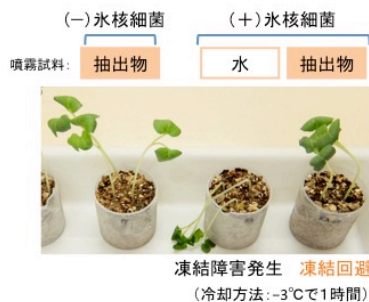 (－)氷核細菌 (＋)氷核細菌
噴霧試料: 抽出物 水 抽出物
凍結障害発生 凍結回避
(冷却方法:-3℃で1時間)